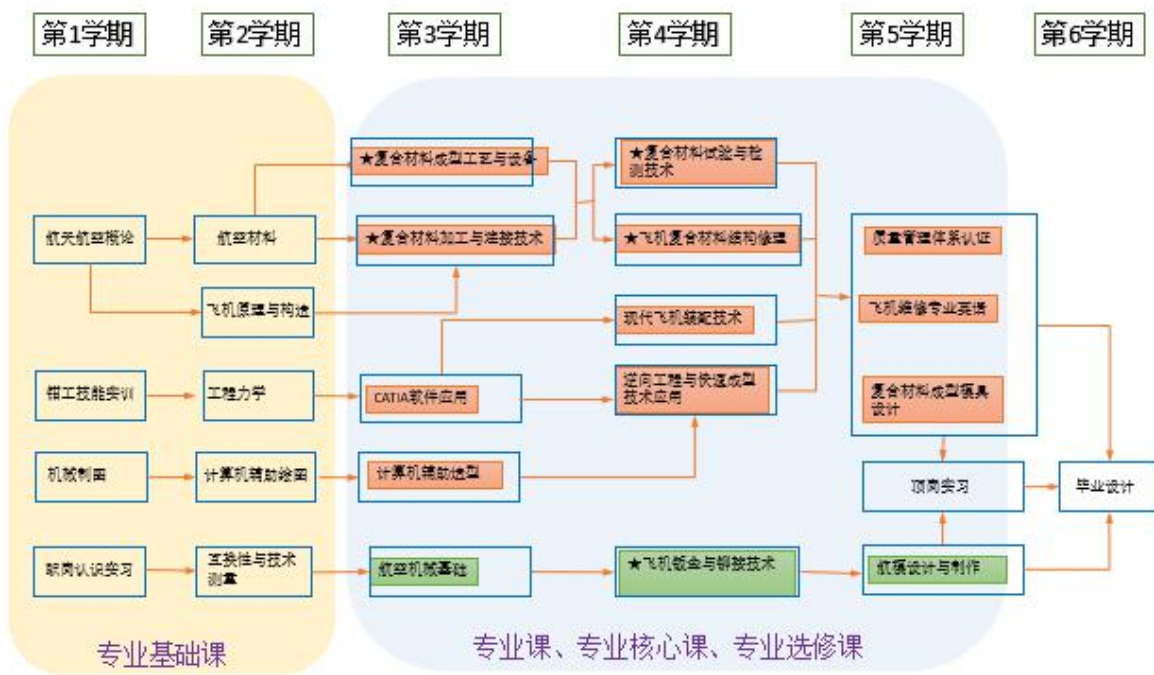 第1学期
第2学期
第3学期
第4学期
第5学期
第6学期
★复合材料成型工艺与设备
★复合材料试验与检
测技术
航天航空概论
航空材料
★复合材料加工与连接技术
★飞机复合材料结构修理
质量管理体系认证
飞机原理与构造
现代飞机装配技术
飞机维修专业英语
钳工技能实训
工程力学
CATIA软件应用
逆向工程与快速成型
技术应用
复合材料成型模具
设计
机械制图
计算机辅助绘图
计算机辅助造型
顶岗实习
毕业设计
职岗认识实习
互换性与技术
测量
航空机械基础
★飞机钣金与铆接技术
航模设计与制作
专业基础课
专业课、专业核心课、专业选修课